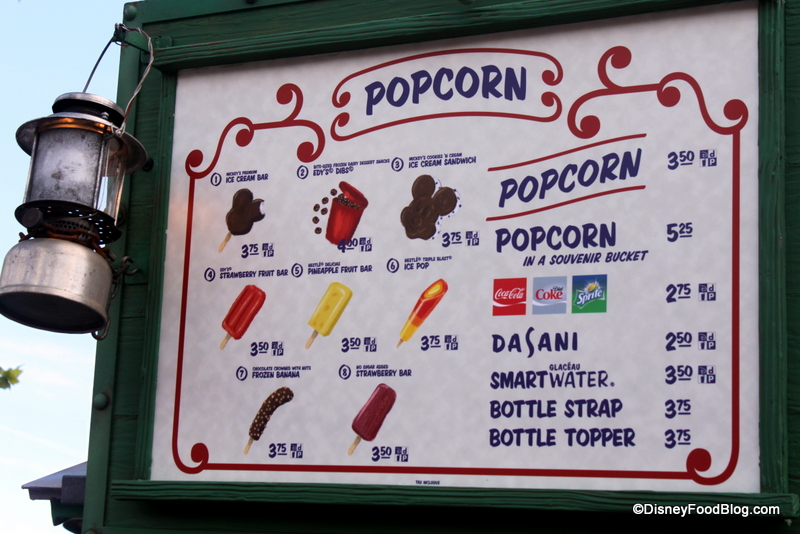 POPCORN
1 MICKEY'S PREMIUM
ICE CREAM BAR
3.75
2 BITE-SIZED FROZEN DAIRY DESSERT SNACKS
EDY'S® DIBS®
4.00
3 MICKEY'S COOKIES 'N CREAM
ICE CREAM SANDWICH
3.75
4 EDY'S®
STRAWBERRY FRUIT BAR
3.50
5 NESTLÉ® DELICIAS
PINEAPPLE FRUIT BAR
3.50
6 NESTLÉ® TRIPLE BLAST®
ICE POP
3.75
7 CHOCOLATE CROWNED WITH NUTS
FROZEN BANANA
3.75
8 NO SUGAR ADDED
STRAWBERRY BAR
3.50
POPCORN 3.50
POPCORN 5.25
IN A SOUVENIR BUCKET
Coca-Cola Diet Coke Sprite 2.75
DASANI 2.50
GLACÉAU
SMARTWATER. 3.50
BOTTLE STRAP 3.75
BOTTLE TOPPER 3.75
TAX INCLUDED
©DisneyFoodBlog.com